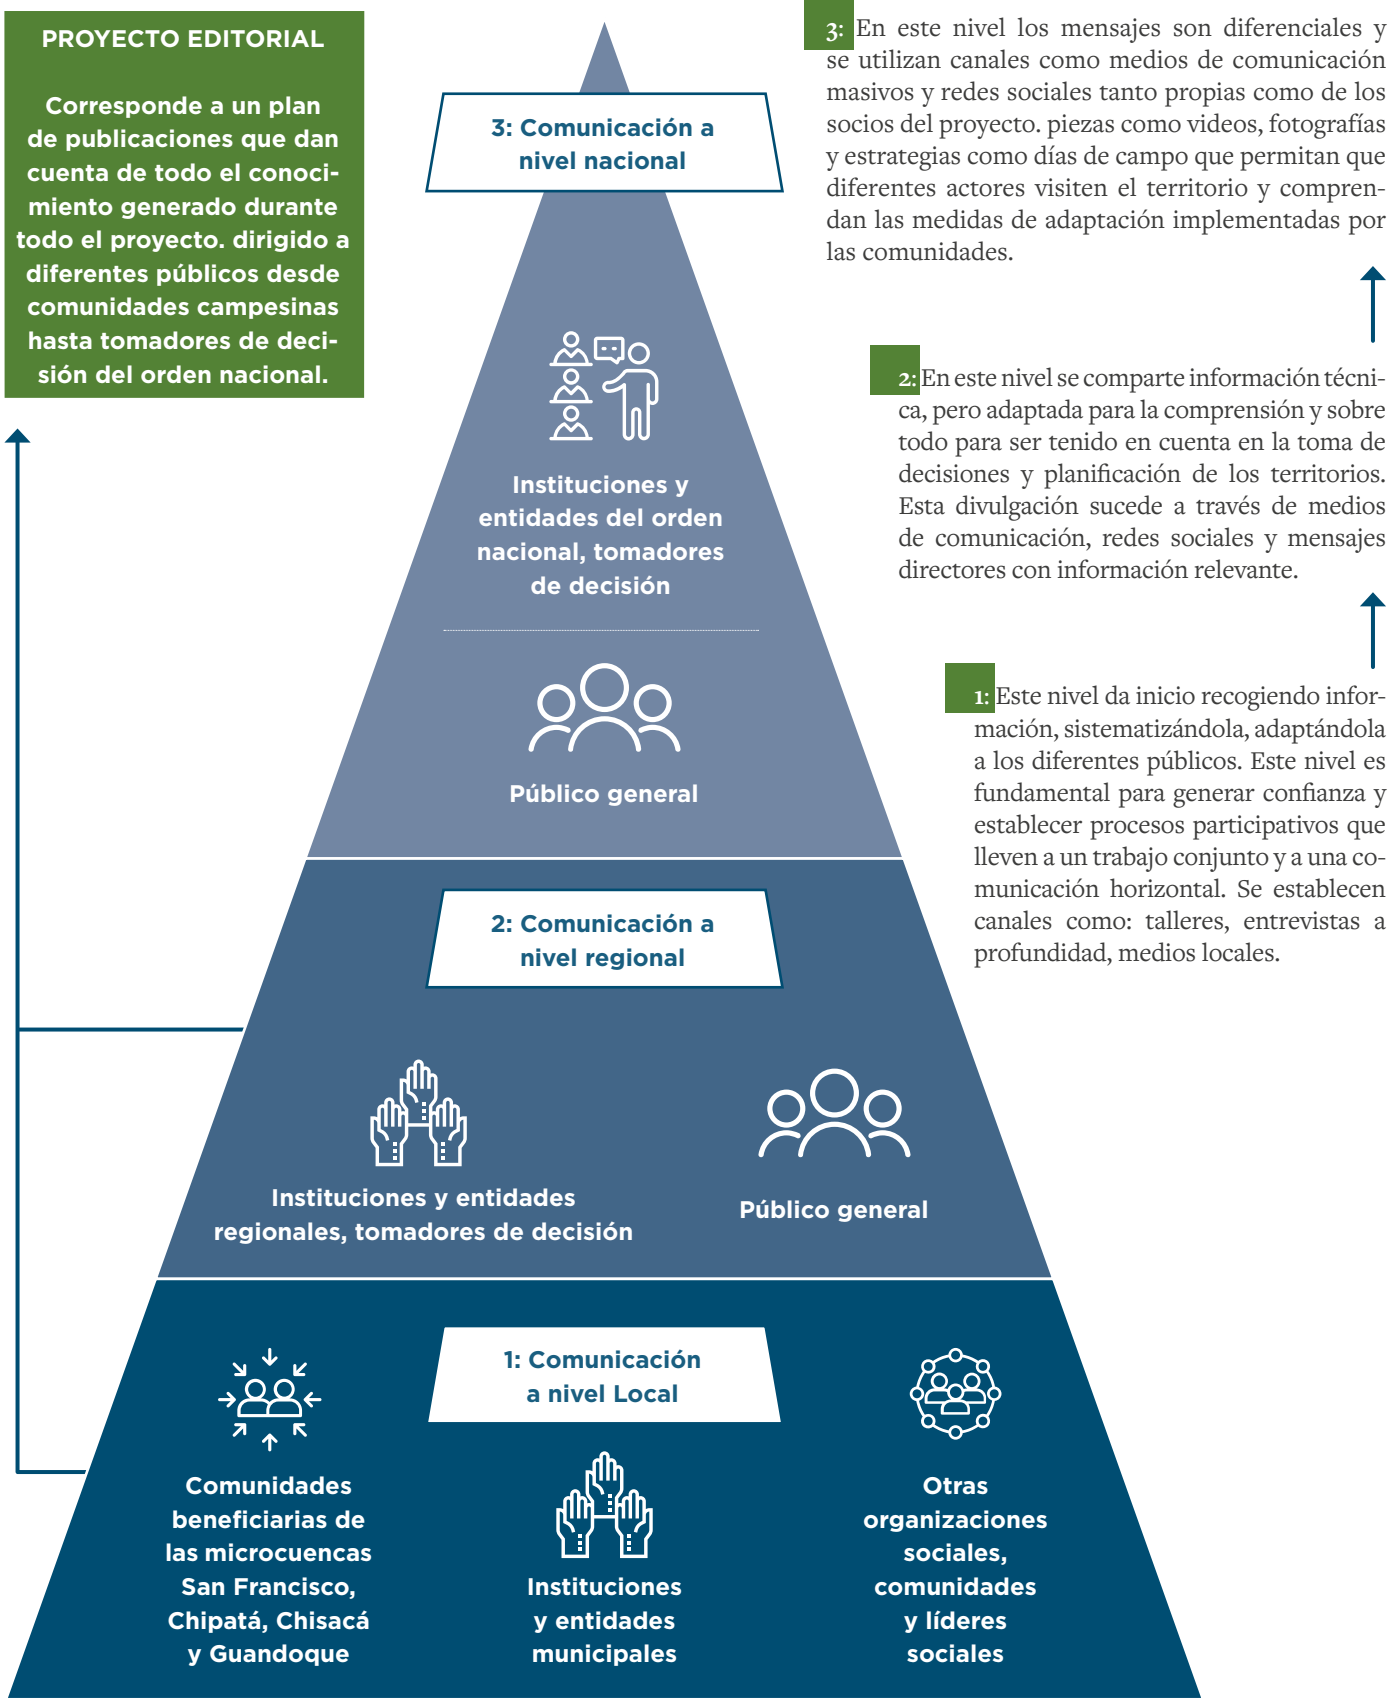 PROYECTO EDITORIAL
Corresponde a un plan
de publicaciones que dan
cuenta de todo el conoci-
miento generado durante
todo el proyecto. dirigido a
diferentes públicos desde
comunidades campesinas
hasta tomadores de deci-
sión del orden nacional.
3: Comunicación a
nivel nacional
3: En este nivel los mensajes son diferenciales y
se utilizan canales como medios de comunicación
masivos y redes sociales tanto propias como de los
socios del proyecto. piezas como videos, fotografías
y estrategias como días de campo que permitan que
diferentes actores visiten el territorio y compren-
dan las medidas de adaptación implementadas por
las comunidades.
Instituciones y
entidades del orden
nacional, tomadores
de decisión
Público general
2: En este nivel se comparte información técni-
ca, pero adaptada para la comprensión y sobre
todo para ser tenido en cuenta en la toma de
decisiones y planificación de los territorios.
Esta divulgación sucede a través de medios
de comunicación, redes sociales y mensajes
directores con información relevante.
1: Este nivel da inicio recogiendo infor-
mación, sistematizándola, adaptándola
a los diferentes públicos. Este nivel es
fundamental para generar confianza y
establecer procesos participativos que
lleven a un trabajo conjunto y a una co-
municación horizontal. Se establecen
canales como: talleres, entrevistas a
profundidad, medios locales.
2: Comunicación a
nivel regional
Instituciones y entidades
regionales, tomadores de decisión
Público general
1: Comunicación
a nivel Local
Comunidades
beneficiarias de
las microcuencas
San Francisco,
Chipatá, Chisacá
y Guandoque
Instituciones
y entidades
municipales
Otras
organizaciones
sociales,
comunidades
y líderes
sociales